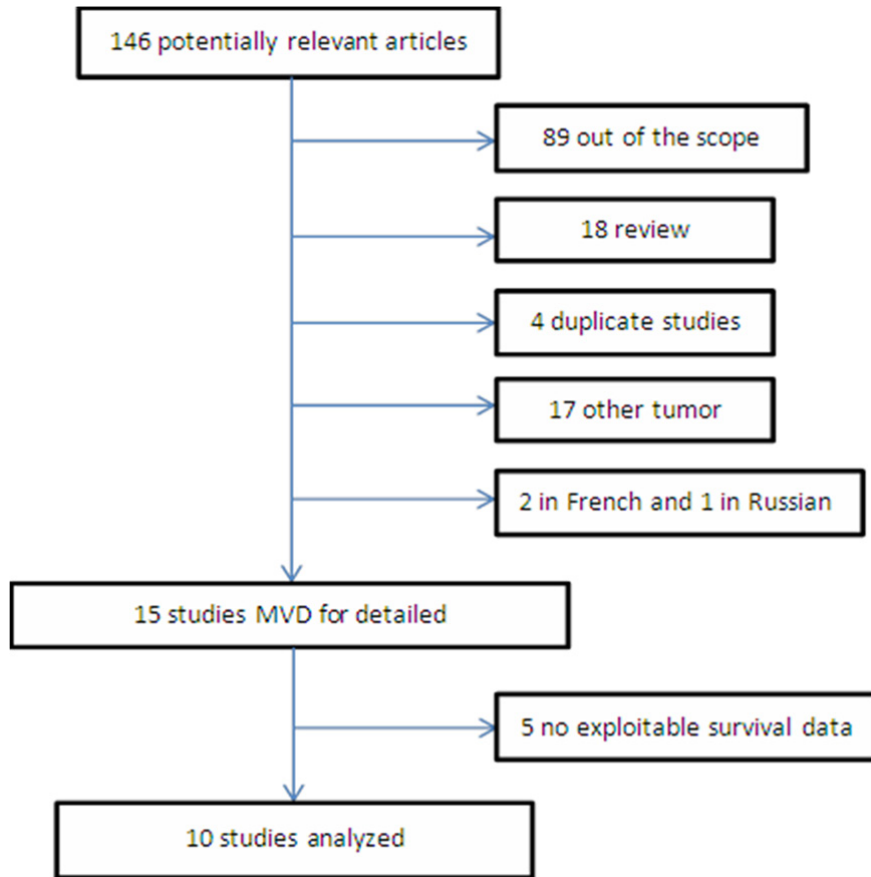 146 potentially relevant articles
89 out of the scope
18 review
4 duplicate studies
17 other tumor
2 in French and 1 in Russian
15 studies MVD for detailed
5 no exploitable survival data
10 studies analyzed